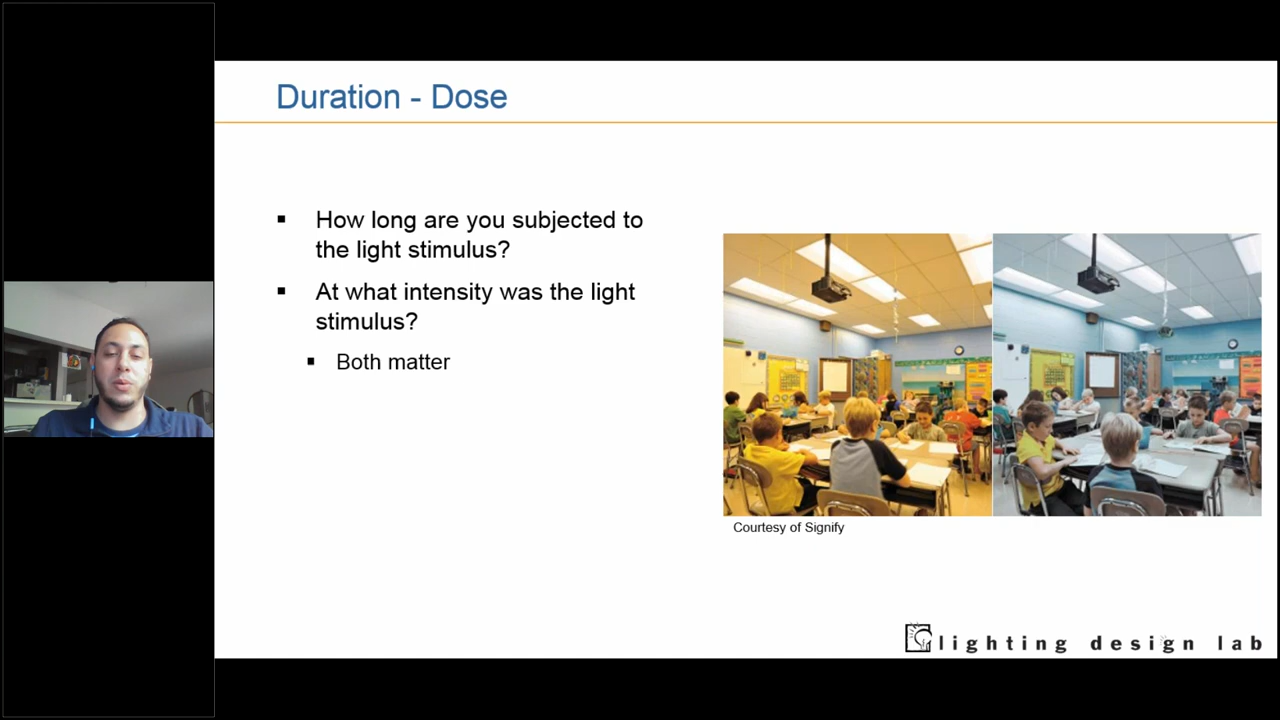 Duration - Dose
How long are you subjected to
the light stimulus?
At what intensity was the light
stimulus?
Both matter
Courtesy of Signify
lighting design lab